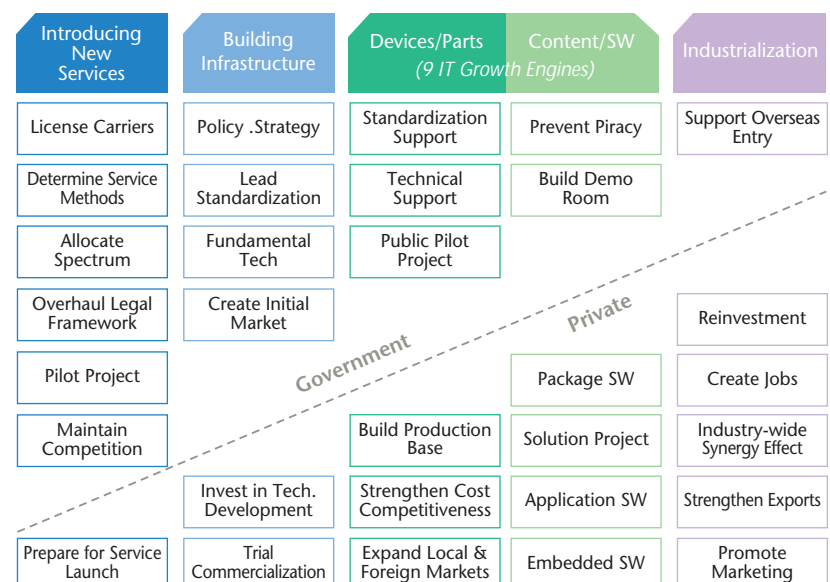 Introducing
New
Services
Building
Infrastructure
Devices/Parts
Content/SW
(9 IT Growth Engines)
Industrialization
License Carriers
Policy .Strategy
Standardization
Support
Prevent Piracy
Support Overseas
Entry
Determine Service
Methods
Lead
Standardization
Technical
Support
Build Demo
Room
Allocate
Spectrum
Fundamental
Tech
Public Pilot
Project
Overhaul Legal
Framework
Create Initial
Market
Private
Reinvestment
Government
Pilot Project
Package SW
Create Jobs
Maintain
Competition
Build Production
Base
Solution Project
Industry-wide
Synergy Effect
Invest in Tech.
Development
Strengthen Cost
Competitiveness
Application SW
Strengthen Exports
Prepare for Service
Launch
Trial
Commercialization
Expand Local &
Foreign Markets
Embedded SW
Promote
Marketing